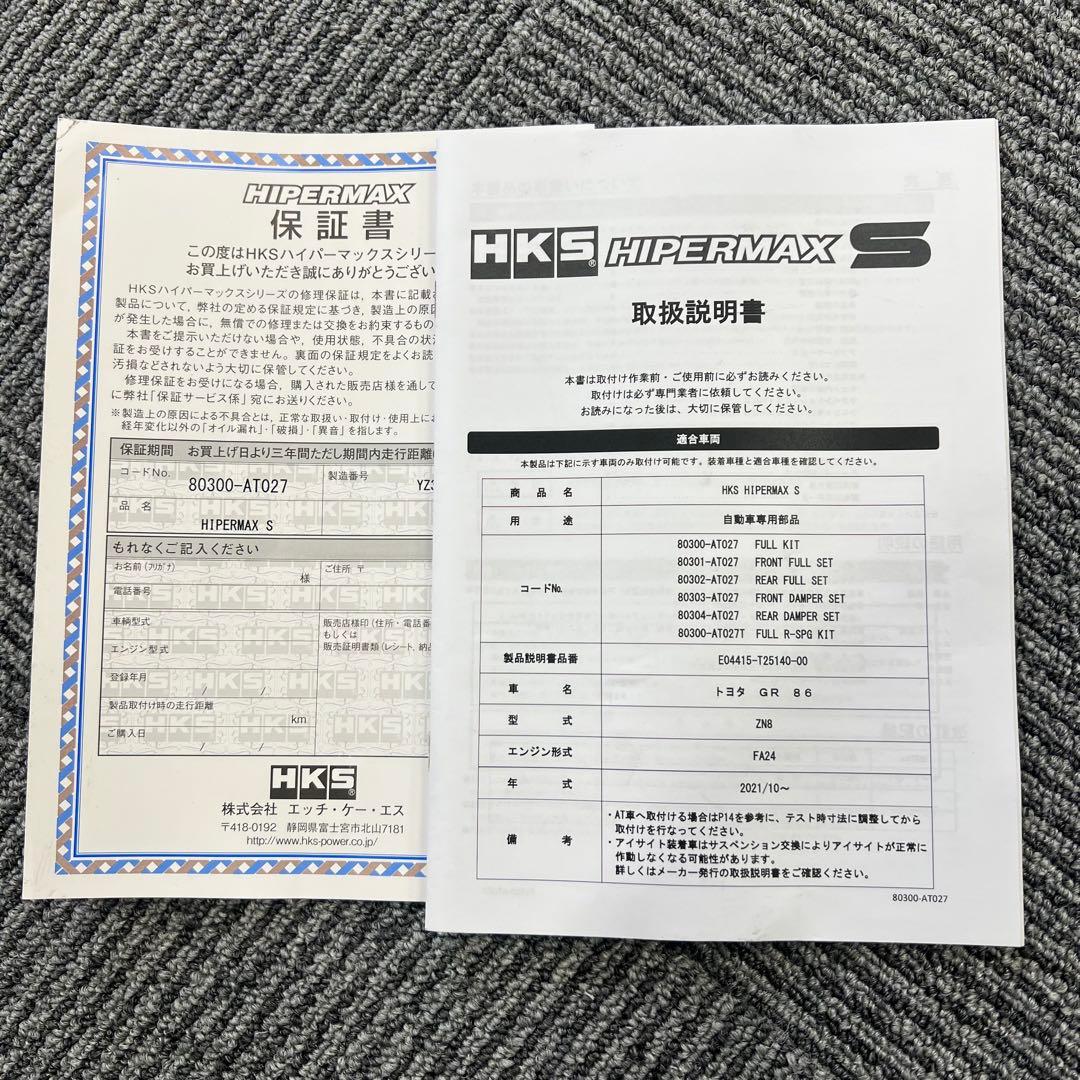 HIPERMAX
保証書
この度はHKSハイパーマックスシリー
お買上げいただき誠にありがとうござい
HKSハイパーマックスシリーズの修理保証は，本書に記載
製品について，弊社の定める保証規定に基づき，製造上の原因
が発生した場合に，無償での修理または交換をお約束するもの
本書をご提示いただけない場合や，使用状態，不具合の状
証をお受けすることができません。裏面の保証規定をよくお読
汚損などされないよう大切に保管してください。
修理保証をお受けになる場合，購入された販売店様を通して
に弊社「保証サービス係」宛にお送りください。
※製造上の原因による不具合とは，正常な取扱い・取付け・使用上に
経年変化以外の「オイル漏れ」・「破損」・「異音」を指します。
保証期間 お買上げ日より三年間ただし期間内走行距離
コードNo.
80300-AT027
製造番号
YZ3
品 名
HIPERMAX S
もれなくご記入ください
お名前(フリガナ)
様
ご住所 〒
電話番号
車輌型式
販売店様印(住所・電話番
もしくは
販売証明書類(レシート、納
エンジン型式
登録年月
/ /
製品取付け時の走行距離
km
ご購入日
/ /
HKS
株式会社 エッチ・ケー・エス
〒418-0192 静岡県富士宮市北山7181
http://www.hks-power.co.jp/
HKS® HIPERMAX S
取扱説明書
本書は取付け作業前・ご使用前に必ずお読みください。
取付けは必ず専門業者に依頼してください。
お読みになった後は、大切に保管してください。
適合車両
本製品は下記に示す車両のみ取付け可能です。装着車種と適合車種を確認してください。
商 品 名 HKS HIPERMAX S
用 途 自動車専用部品
コードNo.
80300-AT027 FULL KIT
80301-AT027 FRONT FULL SET
80302-AT027 REAR FULL SET
80303-AT027 FRONT DAMPER SET
80304-AT027 REAR DAMPER SET
80300-AT027T FULL R-SPG KIT
製品説明書品番 E04415-T25140-00
車 名 トヨタ GR 86
型 式 ZN8
エンジン形式 FA24
年 式 2021/10～
備 考
・AT車へ取付ける場合はP14を参考に、テスト時寸法に調整してから
取付けを行なってください。
・アイサイト装着車はサスペンション交換によりアイサイトが正常に
作動しなくなる可能性があります。
詳しくはメーカー発行の取扱説明書をご確認ください。
80300-AT027